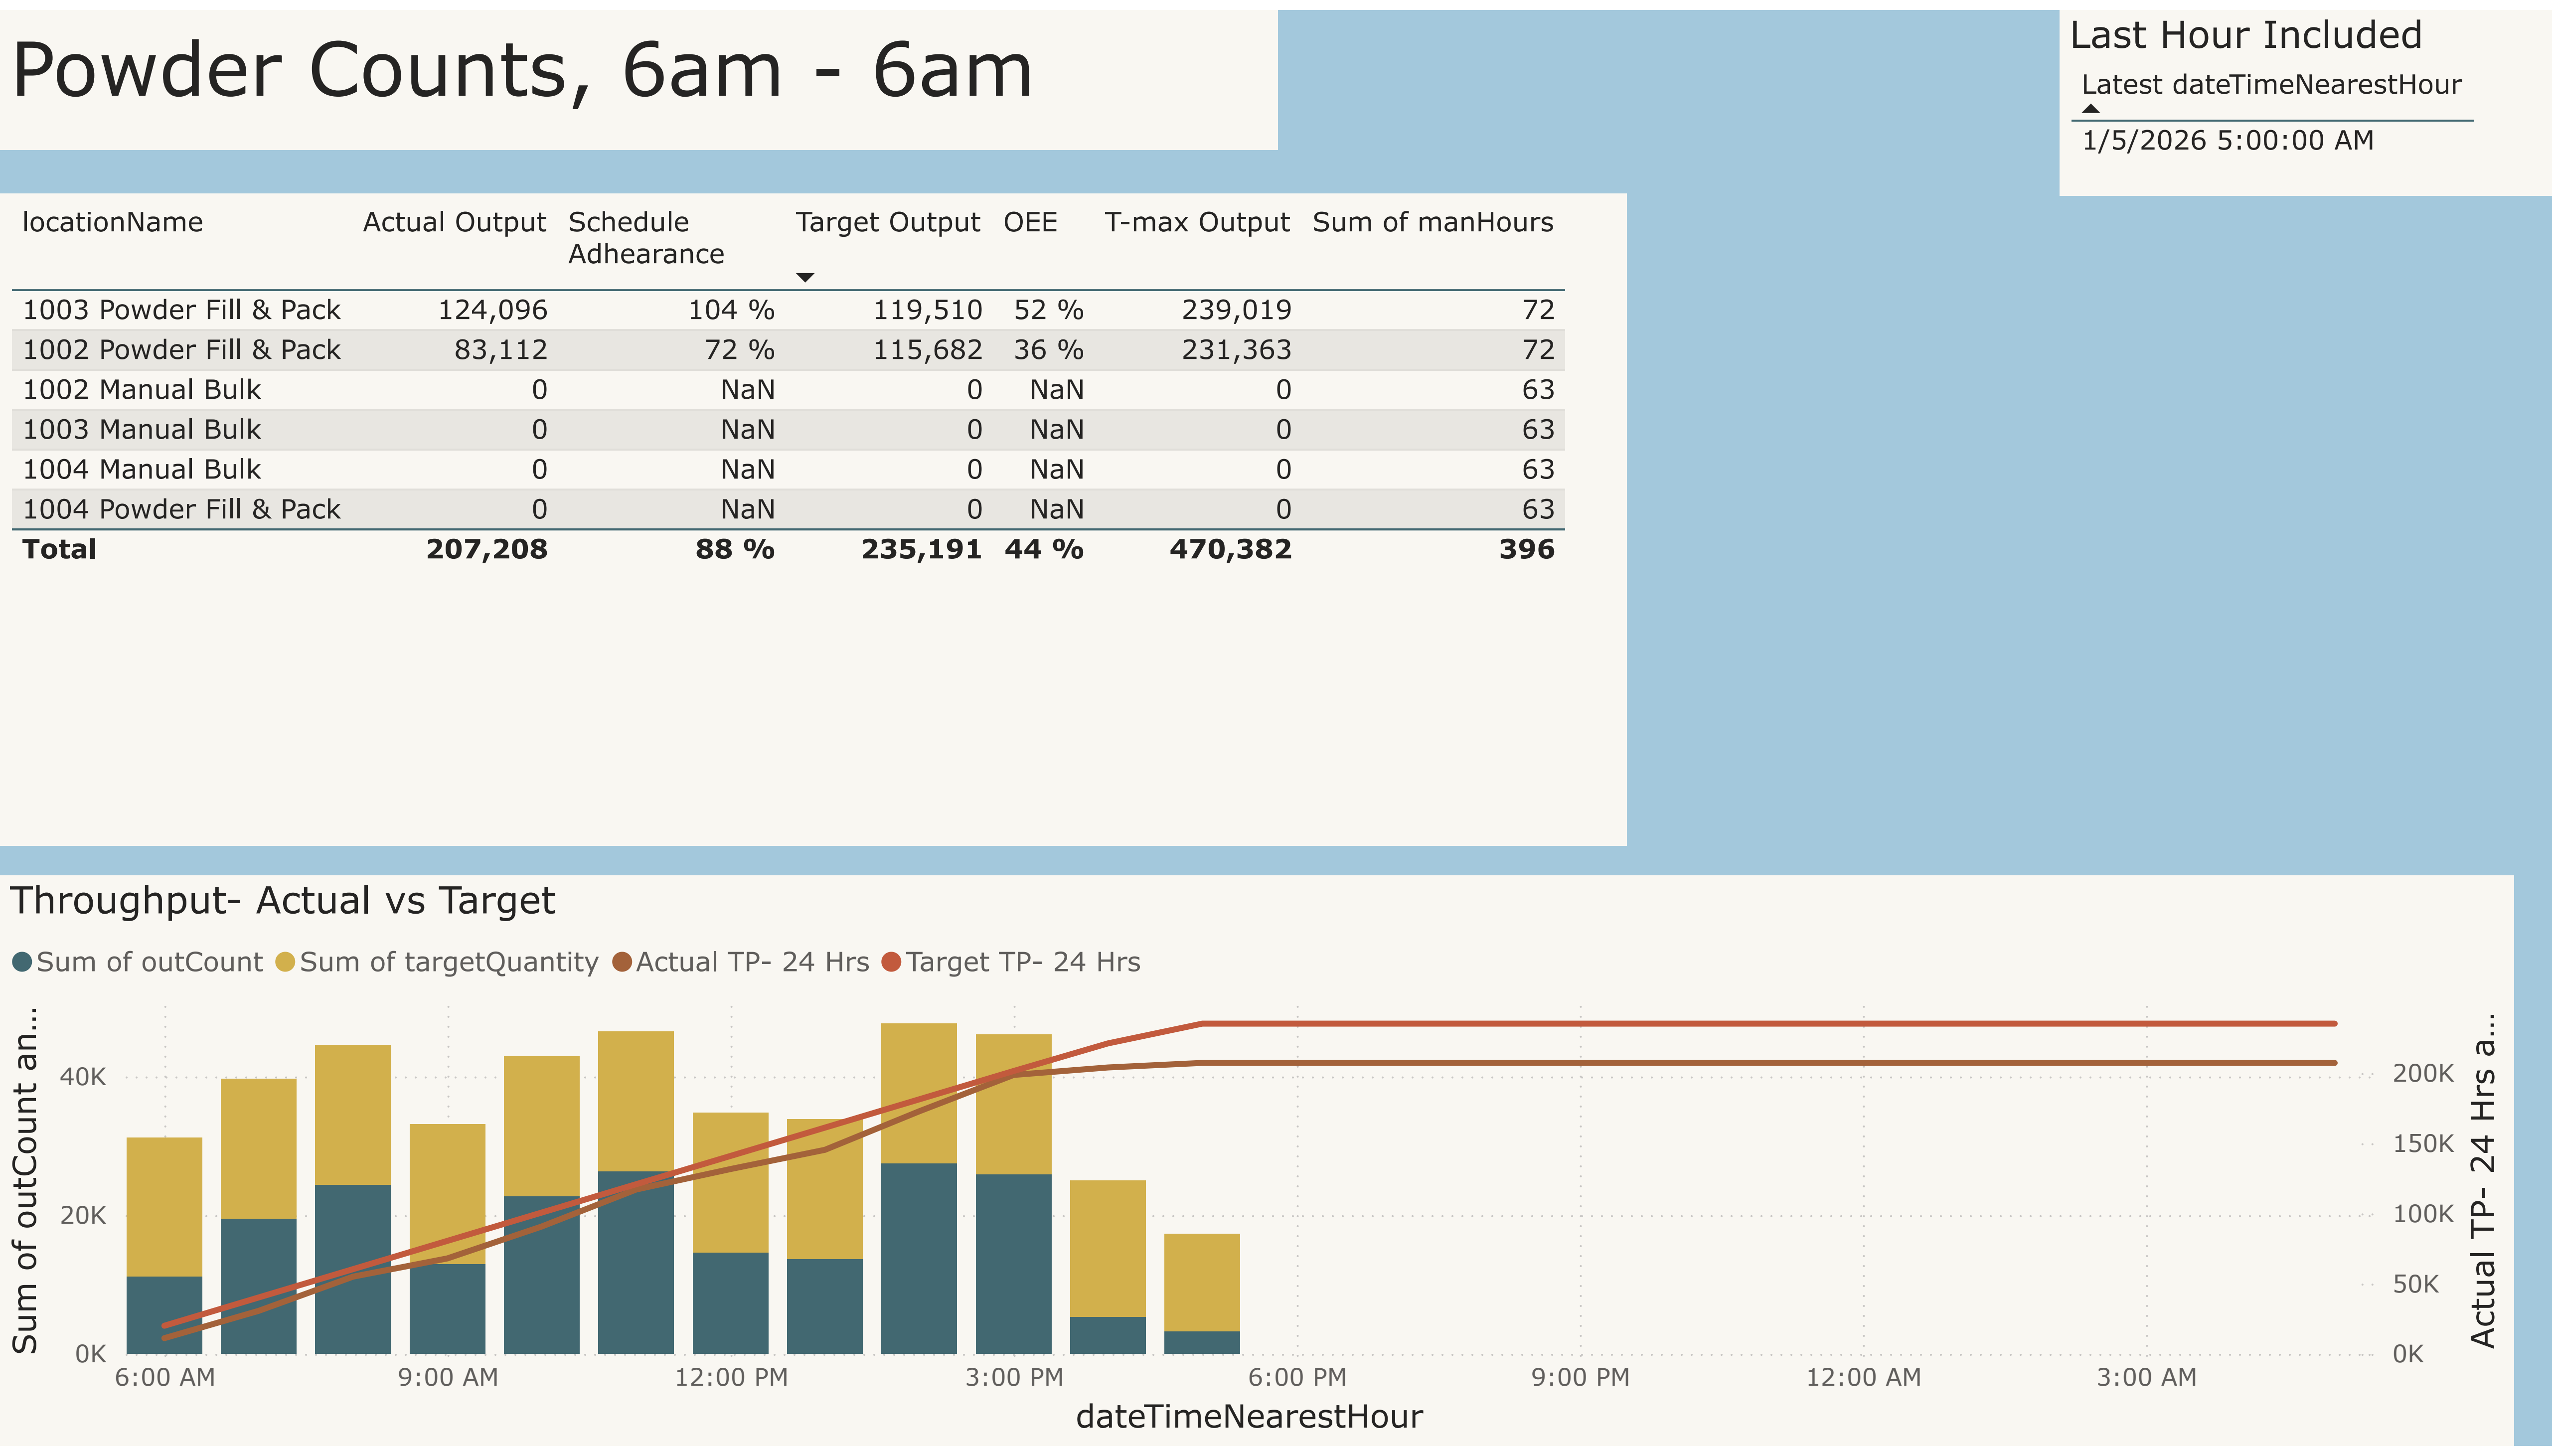 Powder Counts, 6am - 6am
Last Hour Included
Latest dateTimeNearestHour
1/5/2026 5:00:00 AM
locationName Actual Output Schedule Adhearance Target Output OEE T-max Output Sum of manHours
1003 Powder Fill & Pack 124,096 104 % 119,510 52 % 239,019 72
1002 Powder Fill & Pack 83,112 72 % 115,682 36 % 231,363 72
1002 Manual Bulk 0 NaN 0 NaN 0 63
1003 Manual Bulk 0 NaN 0 NaN 0 63
1004 Manual Bulk 0 NaN 0 NaN 0 63
1004 Powder Fill & Pack 0 NaN 0 NaN 0 63
Total 207,208 88 % 235,191 44 % 470,382 396
Throughput- Actual vs Target
Sum of outCount Sum of targetQuantity Actual TP- 24 Hrs Target TP- 24 Hrs
Sum of outCount an...
40K
20K
0K
200K
150K
100K
50K
0K
Actual TP- 24 Hrs a...
6:00 AM 9:00 AM 12:00 PM 3:00 PM 6:00 PM 9:00 PM 12:00 AM 3:00 AM
dateTimeNearestHour